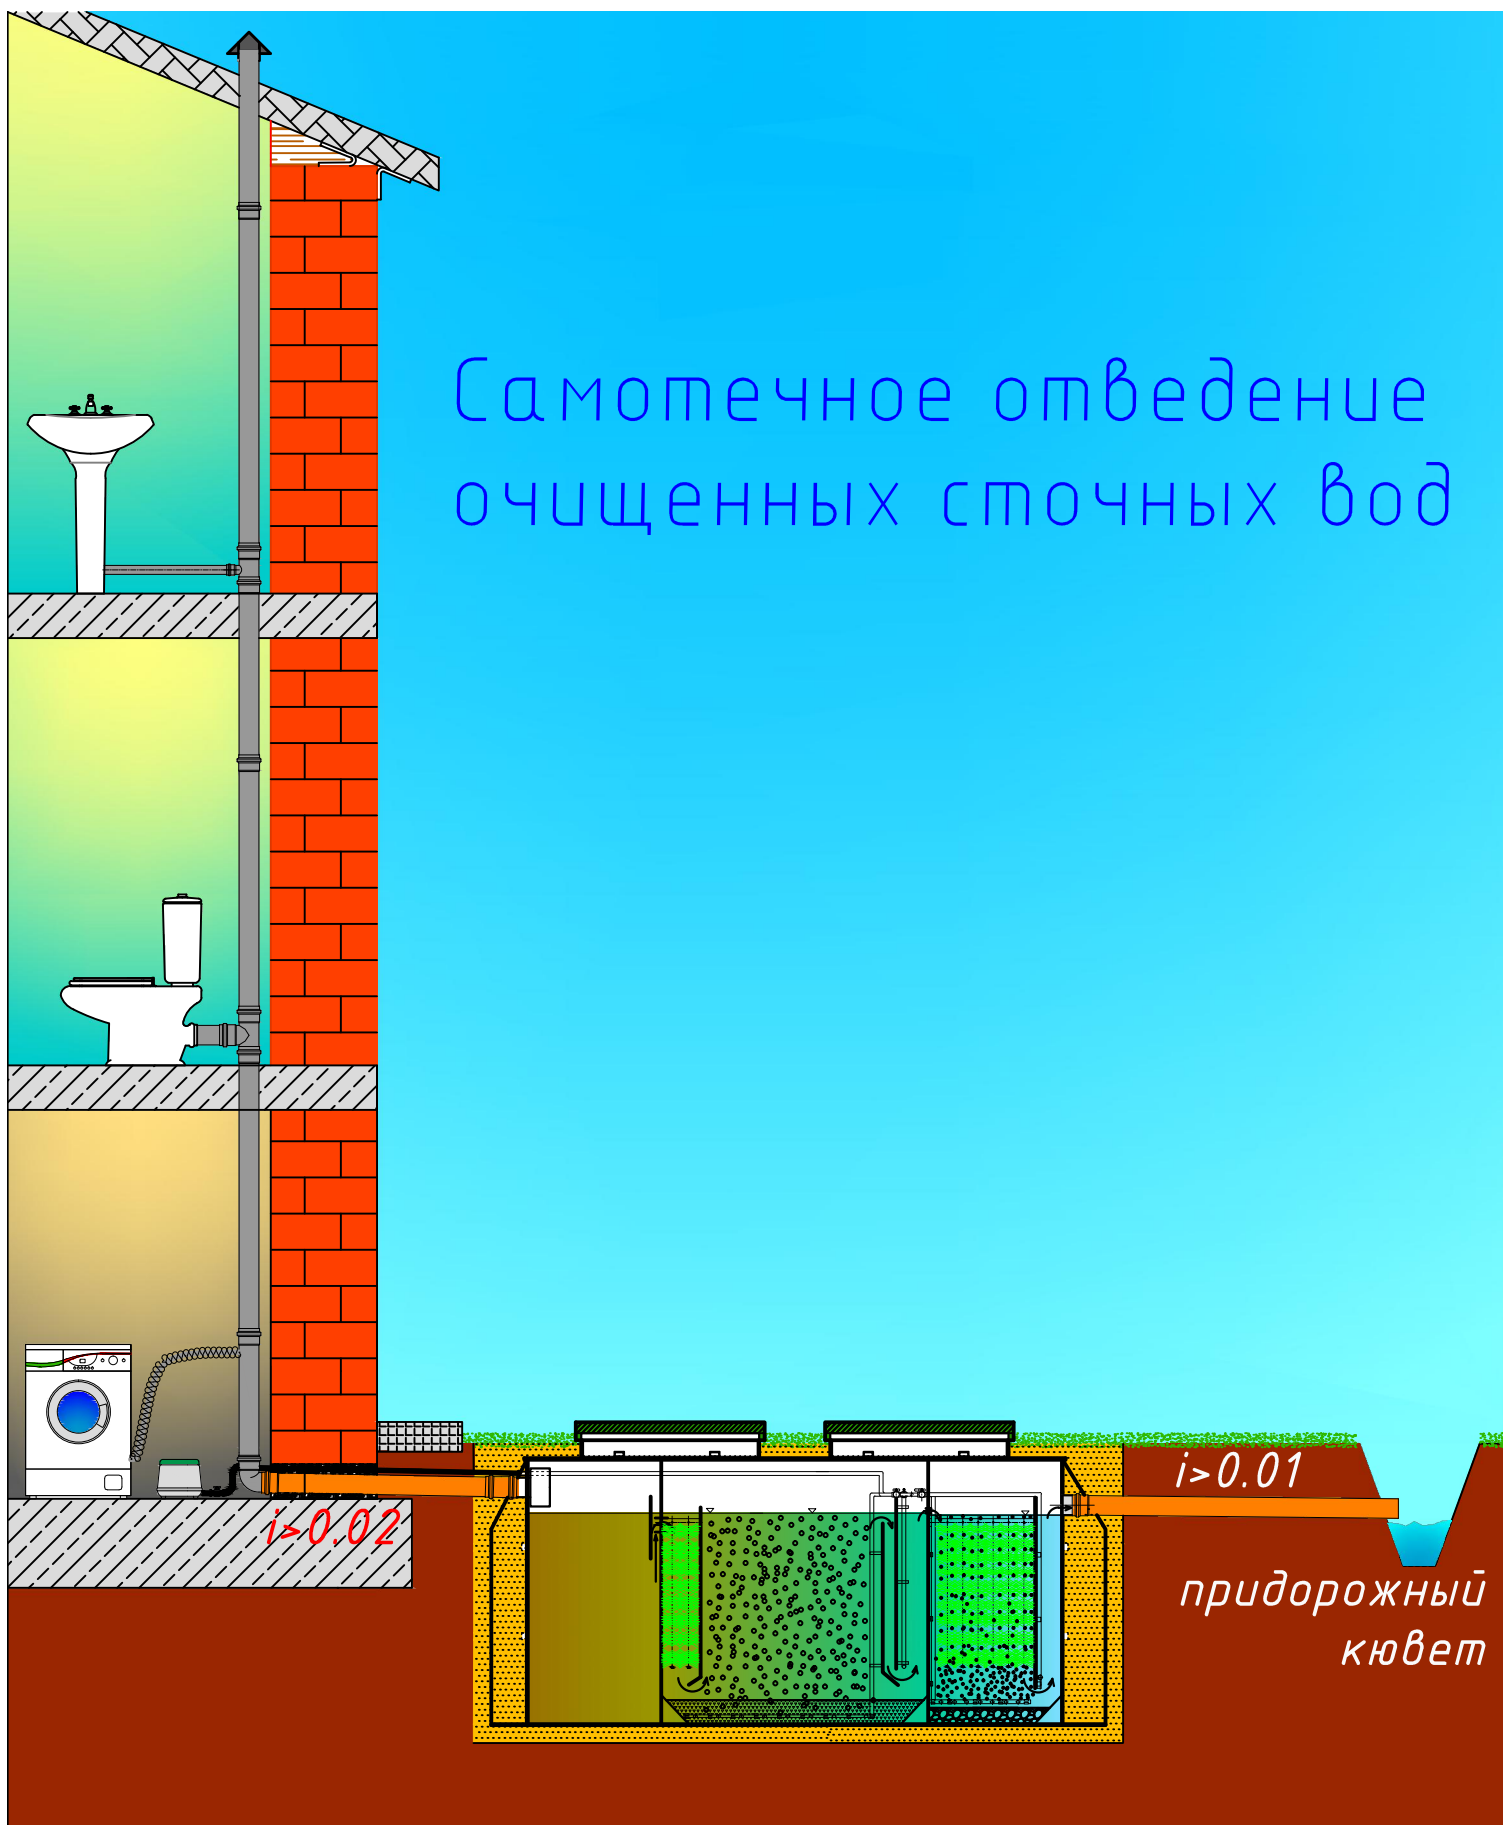 Самотечное отведение
очищенных сточных вод
i>0.01
i>0.02
придорожный
кювет